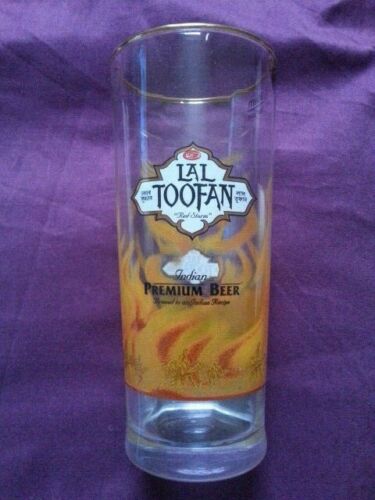 LAL
TOOFAN
"Red Storm"
Indian
PREMIUM BEER
Brewed to an Indian Recipe